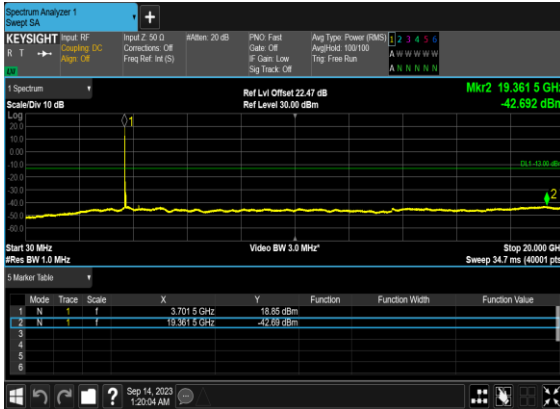 Spectrum Analyzer 1
Swept SA
+
KEYSIGHT Input: RF Input Z: 50 Ω #Atten: 20 dB PNO: Fast Avg Type: Power (RMS) 1 2 3 4 5 6
R T Coupling: DC Corrections: Off Gate: Off Avg|Hold: 100/100 A W W W W W
Align: Off Freq Ref: Int (S) IF Gain: Low Trig: Free Run
Sig Track: Off A N N N N N
1 Spectrum Ref Lvl Offset 22.47 dB Mkr2 19.361 5 GHz
Scale/Div 10 dB Ref Level 30.00 dBm -42.692 dBm
Log
20.0
10.0
0.00
-10.0
DL1 -13.00 dBm
-20.0
-30.0
-40.0
-50.0
-60.0
1
2
Start 30 MHz Video BW 3.0 MHz* Stop 20.000 GHz
#Res BW 1.0 MHz Sweep 34.7 ms (40001 pts)
5 Marker Table
Mode Trace Scale X Y Function Function Width Function Value
1 N 1 f 3.701 5 GHz 18.85 dBm
2 N 1 f 19.361 5 GHz -42.69 dBm
3
4
5
6
? Sep 14, 2023
1:20:04 AM